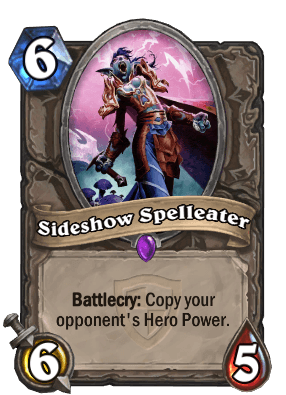 6
Sideshow Spelleater
Battlecry: Copy your
opponent's Hero Power.
6
5